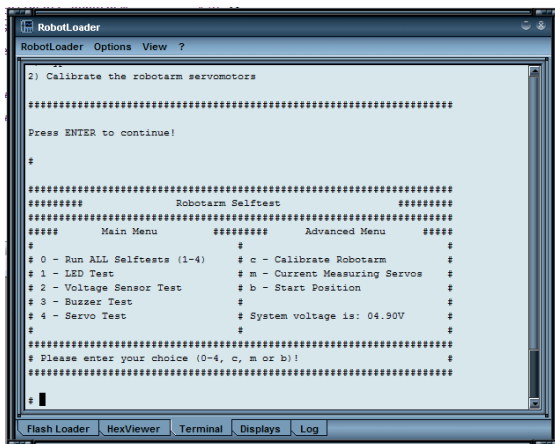 RobotLoader
RobotLoader Options View ?
2) Calibrate the robotarm servomotors
######################################################################
Press ENTER to continue!
#
######################################################################
######### Robotarm Selftest #########
######################################################################
##### Main Menu ######### Advanced Menu #####
# # #
# 0 - Run ALL Selftests (1-4) # c - Calibrate Robotarm #
# 1 - LED Test # m - Current Measuring Servos #
# 2 - Voltage Sensor Test # b - Start Position #
# 3 - Buzzer Test # #
# 4 - Servo Test # System voltage is: 04.90V #
# # #
######################################################################
# Please enter your choice (0-4, c, m or b)! #
######################################################################
#
Flash Loader HexViewer Terminal Displays Log